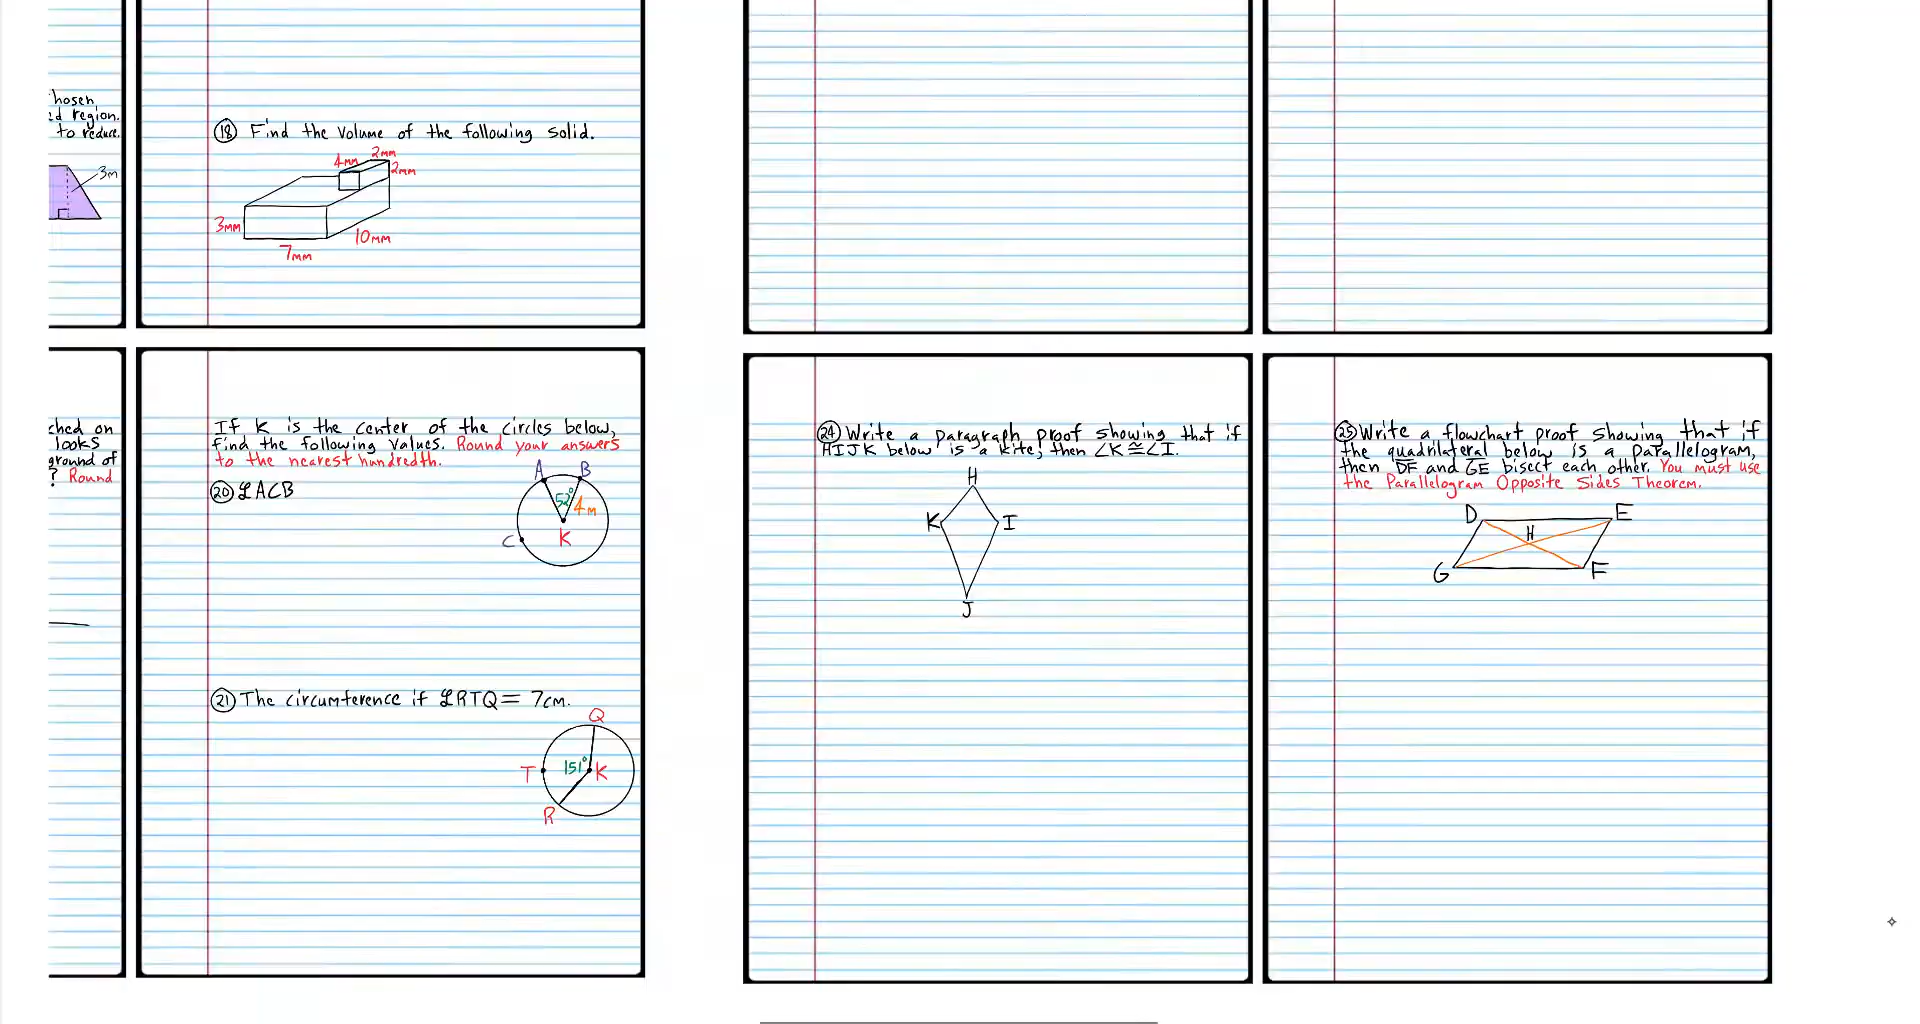 hosen
ed region.
to reduce.
3m
18 Find the volume of the following solid.
2mm
4mm
2mm
3mm
10mm
7mm
ched on
looks
ground of
? Round
If K is the center of the circles below,
find the following values. Round your answers
to the nearest hundredth.
20 ℒACB
A
B
52°
4m
K
C
21 The circumference if ℒRTQ = 7cm.
Q
151°
T
K
R
24 Write a paragraph proof showing that if
HIJK below is a kite, then ∠K ≅ ∠I.
H
K
I
J
25 Write a flowchart proof showing that if
the quadrilateral below is a parallelogram,
then DF and GE bisect each other. You must use
the Parallelogram Opposite Sides Theorem.
D
E
H
G
F